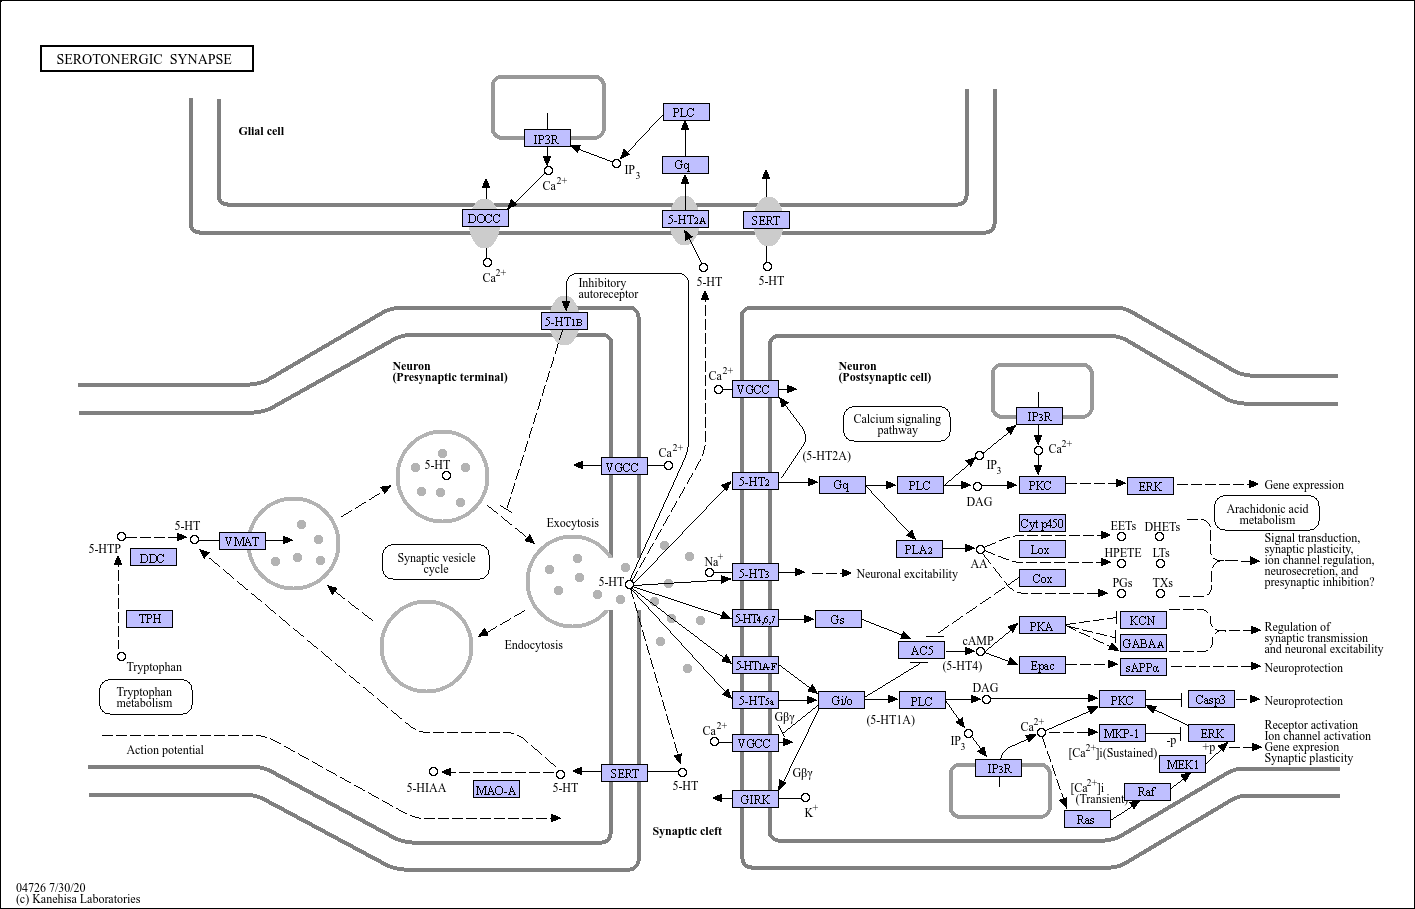 SEROTONERGIC SYNAPSE
Glial cell
PLC
IP3R
Gq
IP3
Ca2+
DOCC
5-HT2A
SERT
Ca2+
5-HT
5-HT
Inhibitory
autoreceptor
5-HT1B
Neuron
(Presynaptic terminal)
Neuron
(Postsynaptic cell)
Ca2+
VGCC
IP3R
Calcium signaling
pathway
Ca2+
(5-HT2A)
5-HT
VGCC
Ca2+
IP3
5-HT2
Gq
PLC
DAG
PKC
ERK
Gene expression
Arachidonic acid
metabolism
Exocytosis
5-HT
VMAT
5-HTP
DDC
Synaptic vesicle
cycle
Cyt p450
EETs
DHETs
PLA2
AA
Lox
HPETE
LTs
Cox
PGs
TXs
Signal transduction,
synaptic plasticity,
ion channel regulation,
neurosecretion, and
presynaptic inhibition?
Na+
5-HT3
Neuronal excitability
5-HT
TPH
5-HT4,6,7
Gs
AC5
cAMP
(5-HT4)
PKA
KCN
GABAA
Regulation of
synaptic transmission
and neuronal excitability
Epac
sAPPα
Neuroprotection
Endocytosis
Tryptophan
Tryptophan
metabolism
5-HT1A-F
5-HT5a
Gi/o
PLC
(5-HT1A)
DAG
PKC
Casp3
Neuroprotection
Gβγ
Ca2+
VGCC
IP3
Ca2+
MKP-1
-p
ERK
+p
[Ca2+]i(Sustained)
Receptor activation
Ion channel activation
Gene expresion
Synaptic plasticity
Action potential
Gβγ
IP3R
MEK1
5-HIAA
MAO-A
5-HT
SERT
5-HT
GIRK
K+
[Ca2+]i
(Transient)
Raf
Ras
Synaptic cleft
04726 7/30/20
(c) Kanehisa Laboratories